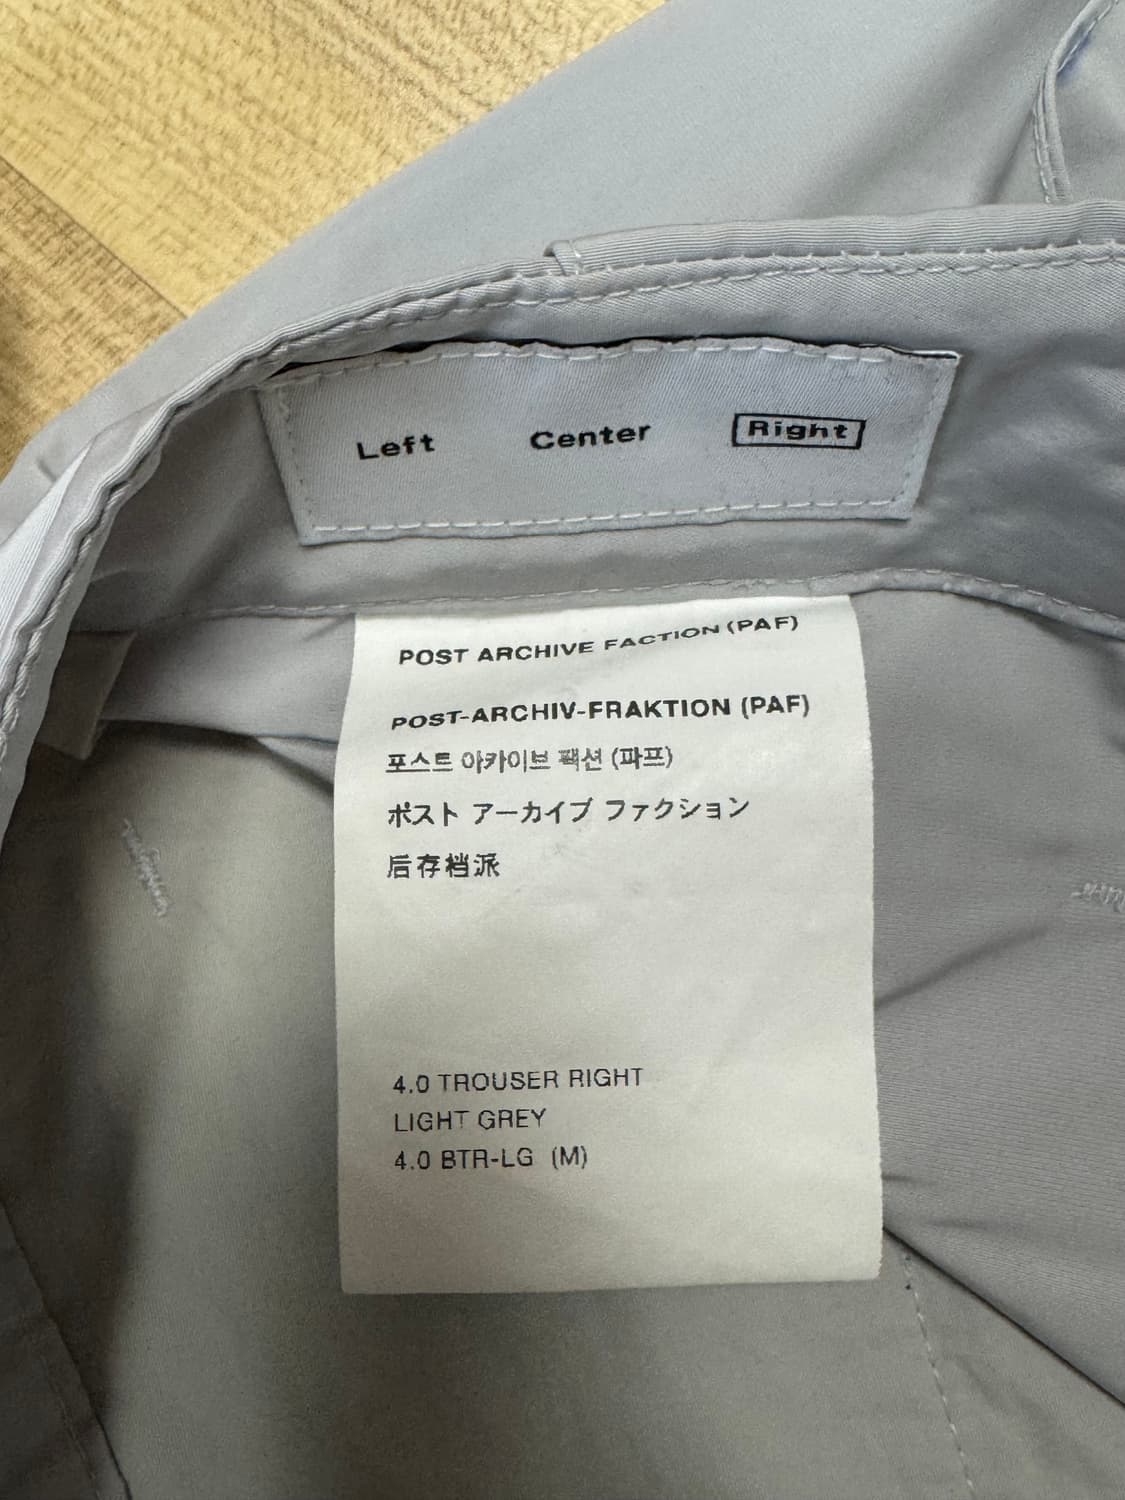 Left Center Right
POST ARCHIVE FACTION (PAF)
POST-ARCHIV-FRAKTION (PAF)
포스트 아카이브 팩션 (파프)
ポスト アーカイブ ファクション
后存档派
4.0 TROUSER RIGHT
LIGHT GREY
4.0 BTR-LG (M)